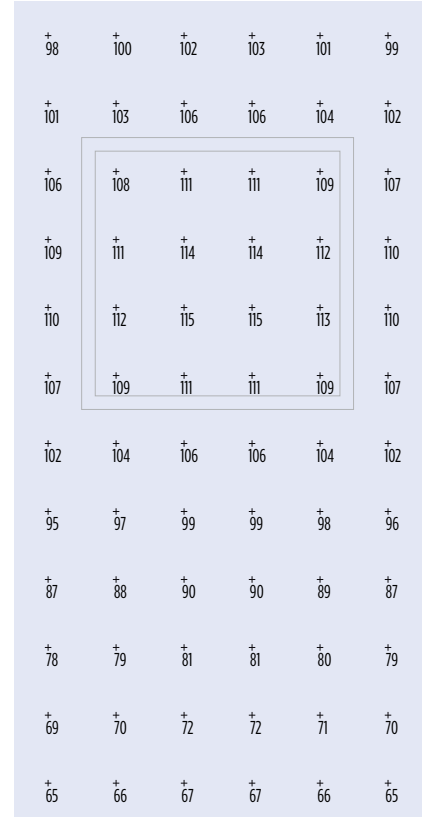 + + + + + +
98 100 102 103 101 99
+ + + + + +
101 103 106 106 104 102
+ + + + + +
106 108 111 111 109 107
+ + + + + +
109 111 114 114 112 110
+ + + + + +
110 112 115 115 113 110
+ + + + + +
107 109 111 111 109 107
+ + + + + +
102 104 106 106 104 102
+ + + + + +
95 97 99 99 98 96
+ + + + + +
87 88 90 90 89 87
+ + + + + +
78 79 81 81 80 79
+ + + + + +
69 70 72 72 71 70
+ + + + + +
65 66 67 67 66 65